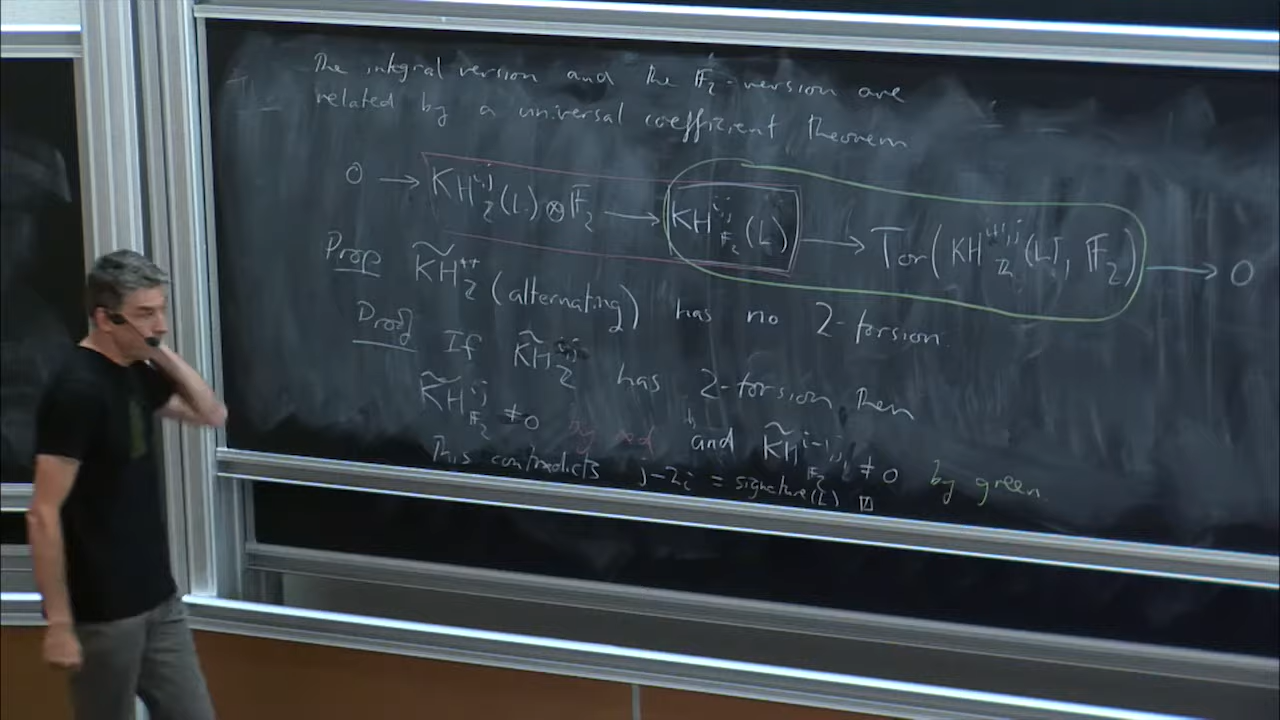 The integral version and the 𝔽₂-version are
related by a universal coefficient theorem
0 → KH^{i,j}_ℤ(L) ⊗ 𝔽₂ → KH^{i,j}_{𝔽₂}(L) → Tor(KH^{i+1,j}_ℤ(L), 𝔽₂) → 0
Prop K̃H^{**}_ℤ (alternating) has no 2-torsion.
Proof If K̃H^{i,j}_ℤ has 2-torsion then
K̃H^{i,j}_{𝔽₂} ≠ 0 by red and K̃H^{i-1,j}_{𝔽₂} ≠ 0 by green.
This contradicts j-2i = signature(L) □